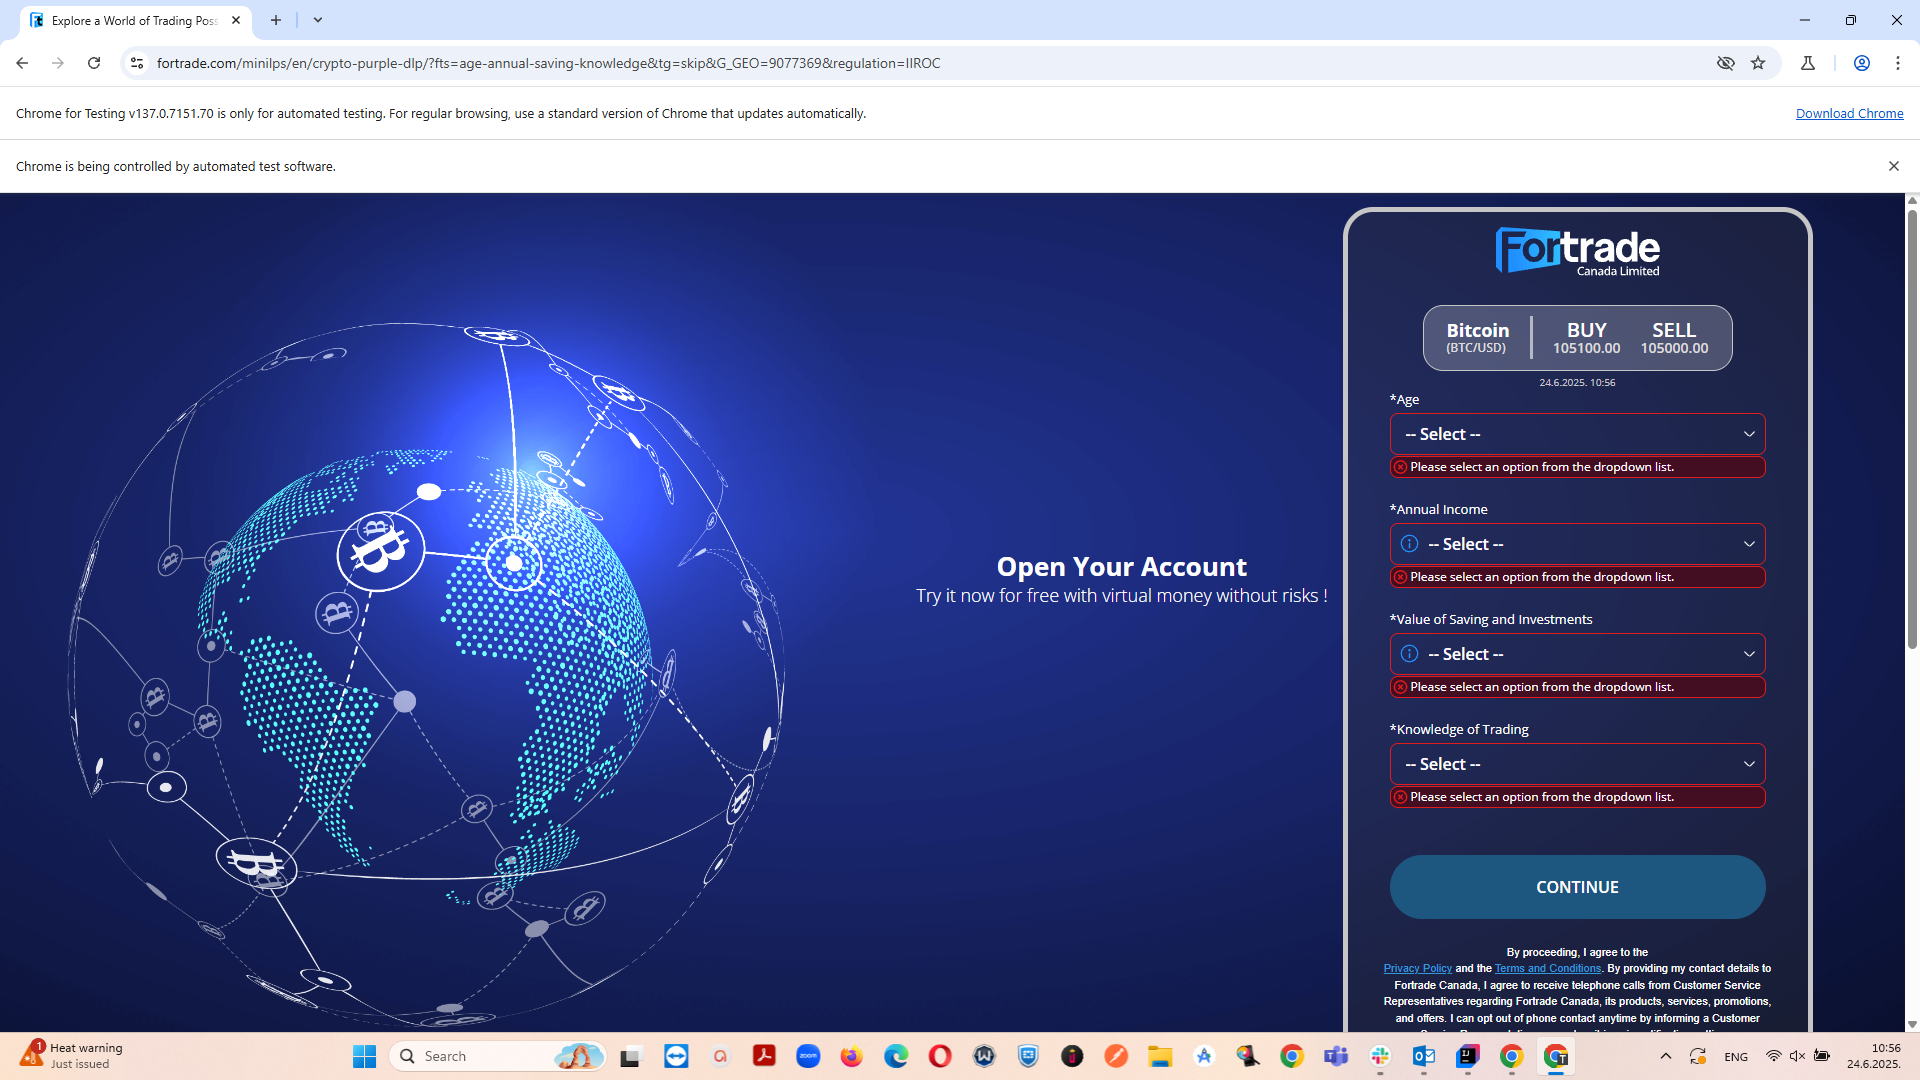 Explore a World of Trading Poss
fortrade.com/minilps/en/crypto-purple-dlp/?fts=age-annual-saving-knowledge&tg=skip&G_GEO=9077369&regulation=IIROC
Chrome for Testing v137.0.7151.70 is only for automated testing. For regular browsing, use a standard version of Chrome that updates automatically.
Download Chrome
Chrome is being controlled by automated test software.
Fortrade
Canada Limited
Bitcoin
(BTC/USD)
BUY
105100.00
SELL
105000.00
24.6.2025. 10:56
*Age
-- Select --
Please select an option from the dropdown list.
*Annual Income
-- Select --
Please select an option from the dropdown list.
*Value of Saving and Investments
-- Select --
Please select an option from the dropdown list.
*Knowledge of Trading
-- Select --
Please select an option from the dropdown list.
CONTINUE
Open Your Account
Try it now for free with virtual money without risks !
By proceeding, I agree to the
Privacy Policy and the Terms and Conditions. By providing my contact details to
Fortrade Canada, I agree to receive telephone calls from Customer Service
Representatives regarding Fortrade Canada, its products, services, promotions,
and offers. I can opt out of phone contact anytime by informing a Customer
1
Heat warning
Just issued
Search
zoom
ENG
10:56
24.6.2025.